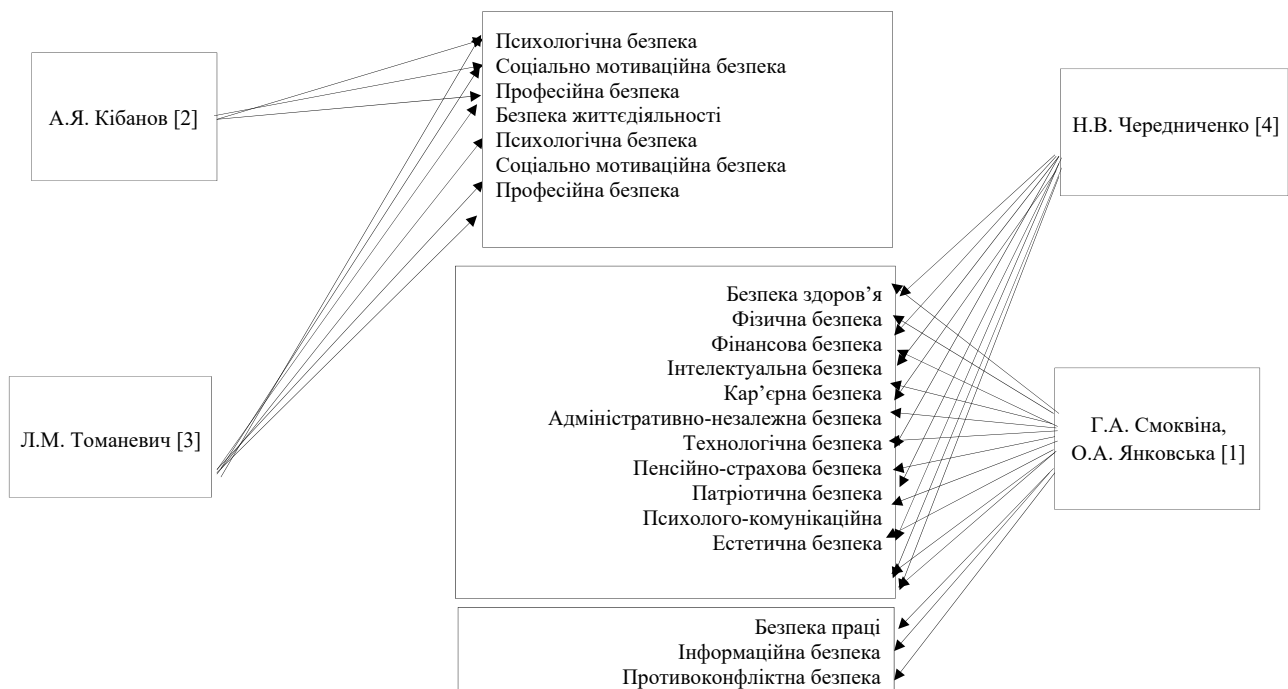 А.Я. Кібанов [2]
Психологічна безпека
Соціально мотиваційна безпека
Професійна безпека
Безпека життєдіяльності
Психологічна безпека
Соціально мотиваційна безпека
Професійна безпека
Н.В. Чередниченко [4]
Л.М. Томаневич [3]
Безпека здоров’я
Фізична безпека
Фінансова безпека
Інтелектуальна безпека
Кар’єрна безпека
Адміністративно-незалежна безпека
Технологічна безпека
Пенсійно-страхова безпека
Патріотична безпека
Психолого-комунікаційна
Естетична безпека
Г.А. Смоквіна,
О.А. Янковська [1]
Безпека праці
Інформаційна безпека
Противоконфліктна безпека